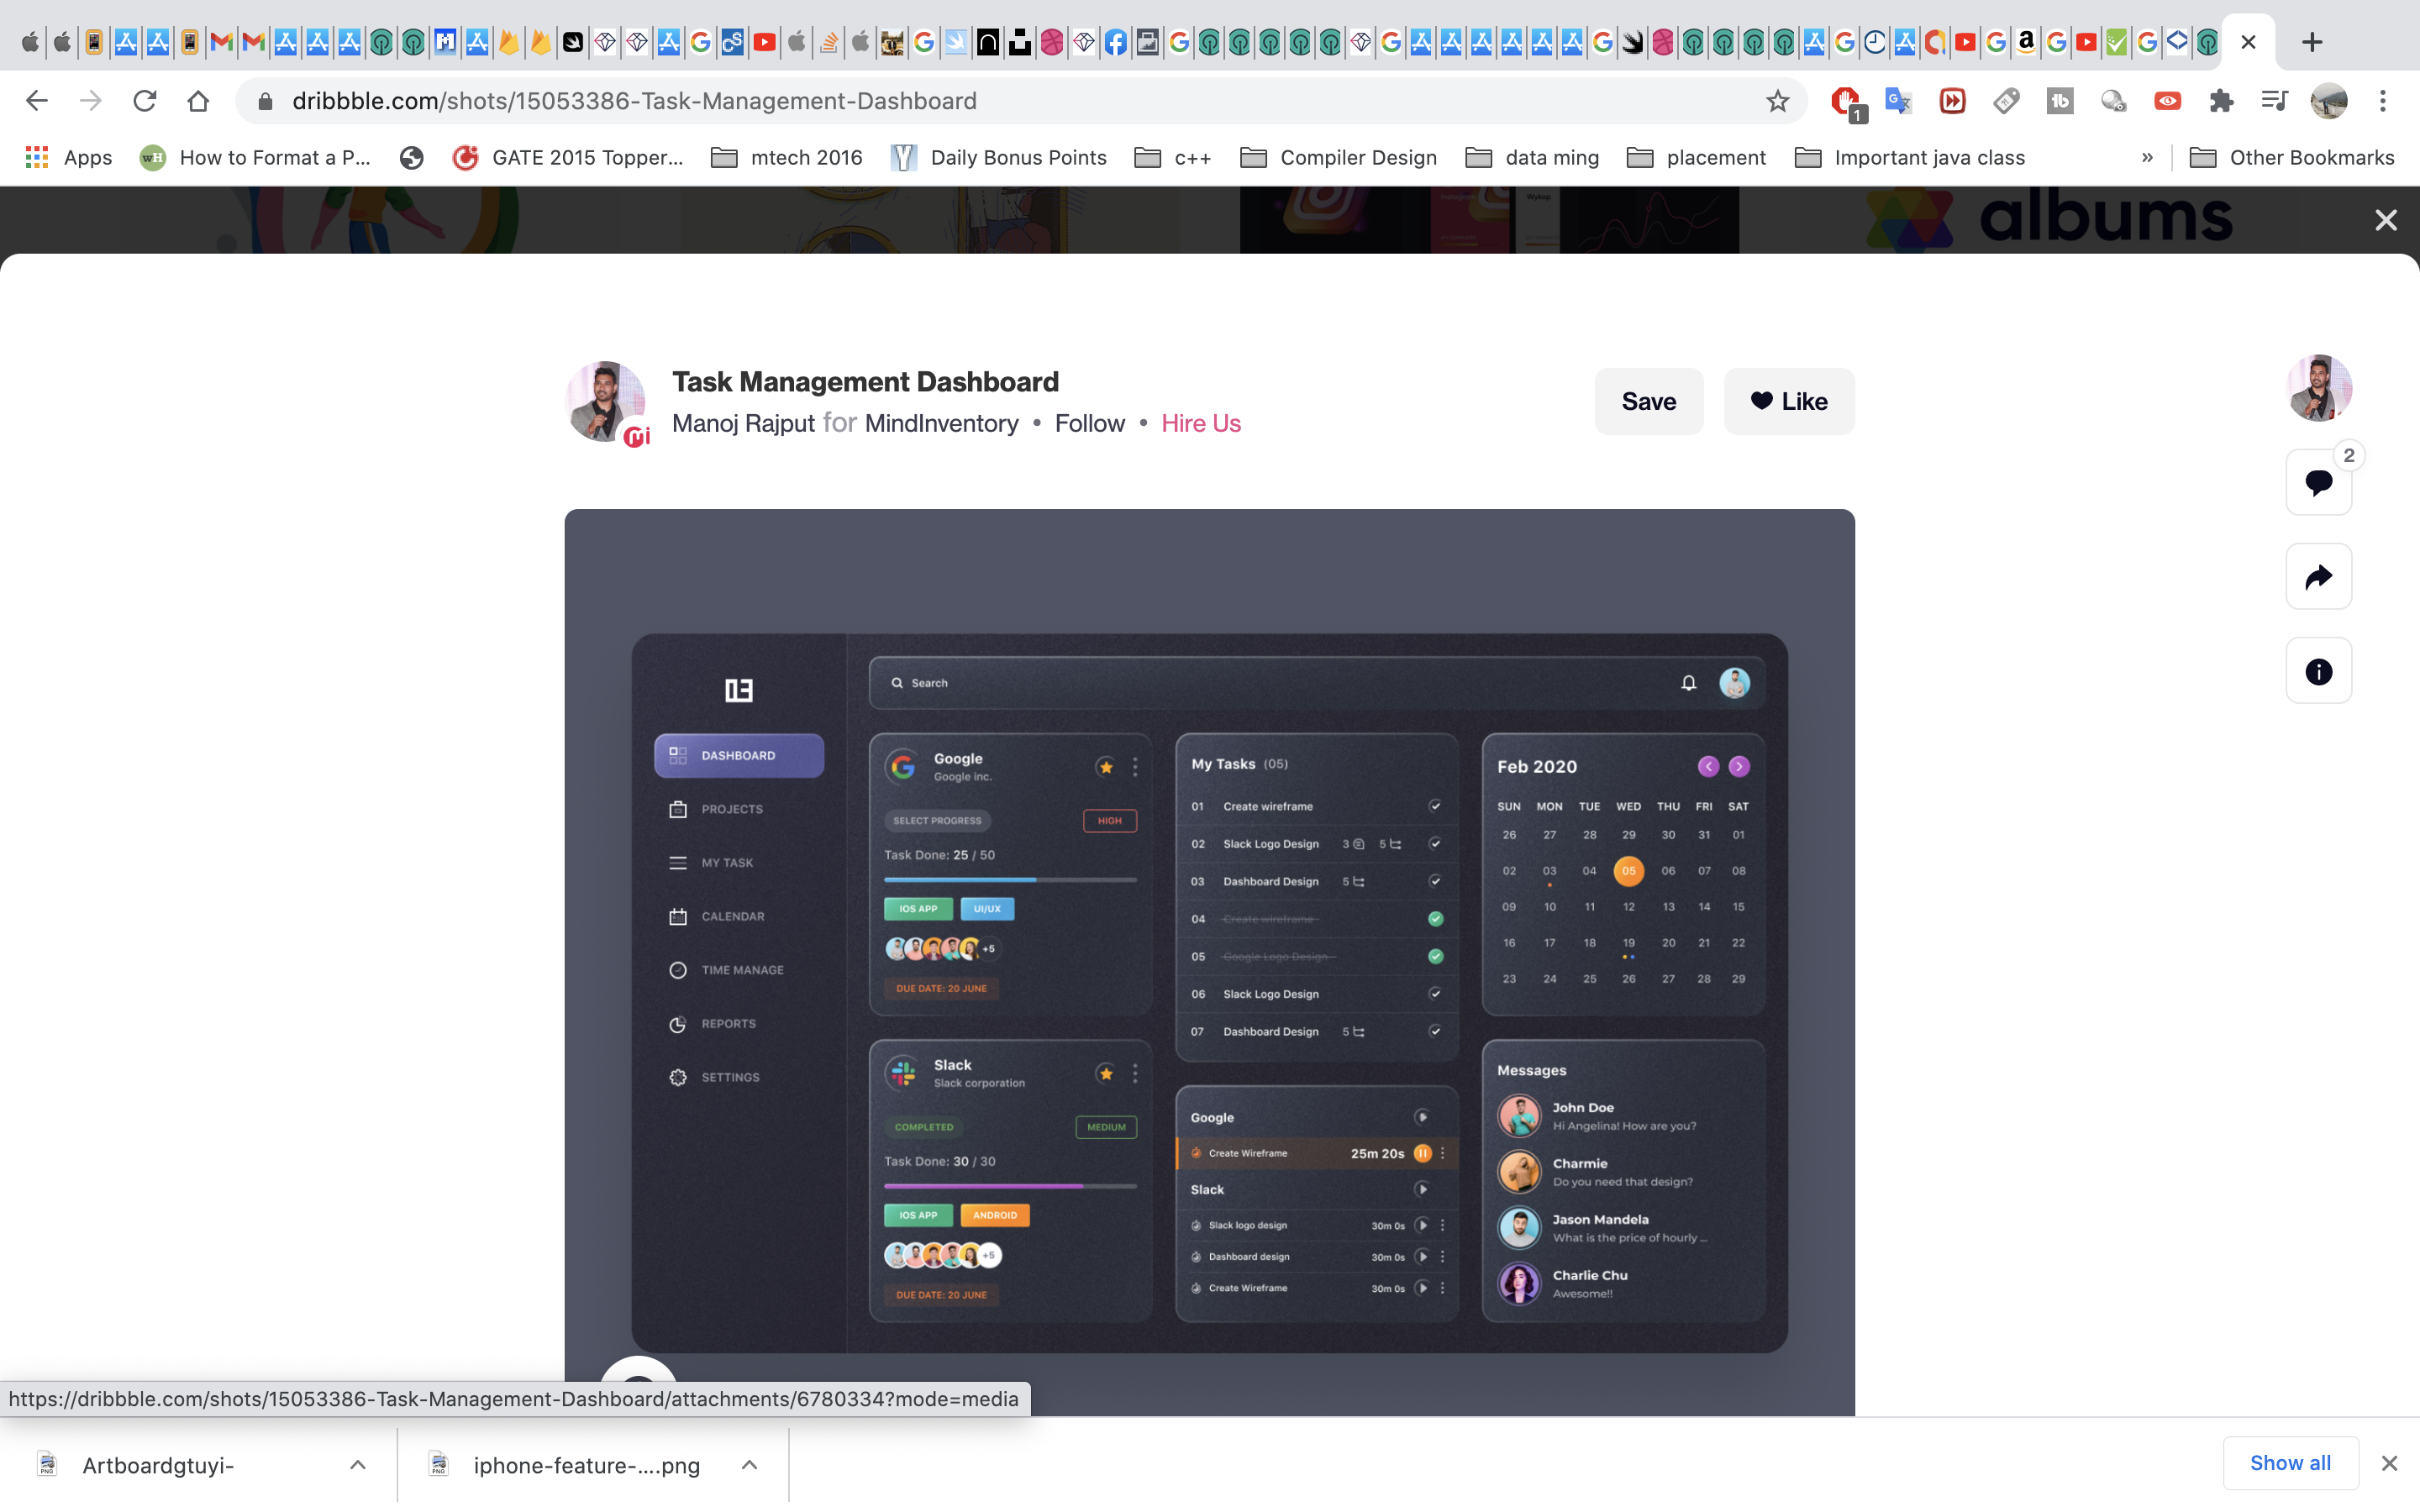 dribbble.com/shots/15053386-Task-Management-Dashboard
1
Apps
How to Format a P...
GATE 2015 Topper...
mtech 2016
Daily Bonus Points
c++
Compiler Design
data ming
placement
Important java class
»
Other Bookmarks
albums
Task Management Dashboard
Manoj Rajput for MindInventory • Follow • Hire Us
Save
Like
2
Search
DASHBOARD
PROJECTS
MY TASK
CALENDAR
TIME MANAGE
REPORTS
SETTINGS
Google
Google inc.
SELECT PROGRESS
HIGH
Task Done: 25 / 50
IOS APP
UI/UX
+5
DUE DATE: 20 JUNE
Slack
Slack corporation
COMPLETED
MEDIUM
Task Done: 30 / 30
IOS APP
ANDROID
+5
DUE DATE: 20 JUNE
My Tasks (05)
01 Create wireframe
02 Slack Logo Design 3 5
03 Dashboard Design 5
04 Create wireframe
05 Google Logo Design
06 Slack Logo Design
07 Dashboard Design 5
Google
Create Wireframe 25m 20s
Slack
Slack logo design 30m 0s
Dashboard design 30m 0s
Create Wireframe 30m 0s
Feb 2020
SUN MON TUE WED THU FRI SAT
26 27 28 29 30 31 01
02 03 04 05 06 07 08
09 10 11 12 13 14 15
16 17 18 19 20 21 22
23 24 25 26 27 28 29
Messages
John Doe
Hi Angelina! How are you?
Charmie
Do you need that design?
Jason Mandela
What is the price of hourly ...
Charlie Chu
Awesome!!
https://dribbble.com/shots/15053386-Task-Management-Dashboard/attachments/6780334?mode=media
Artboardgtuyi-
iphone-feature-....png
Show all